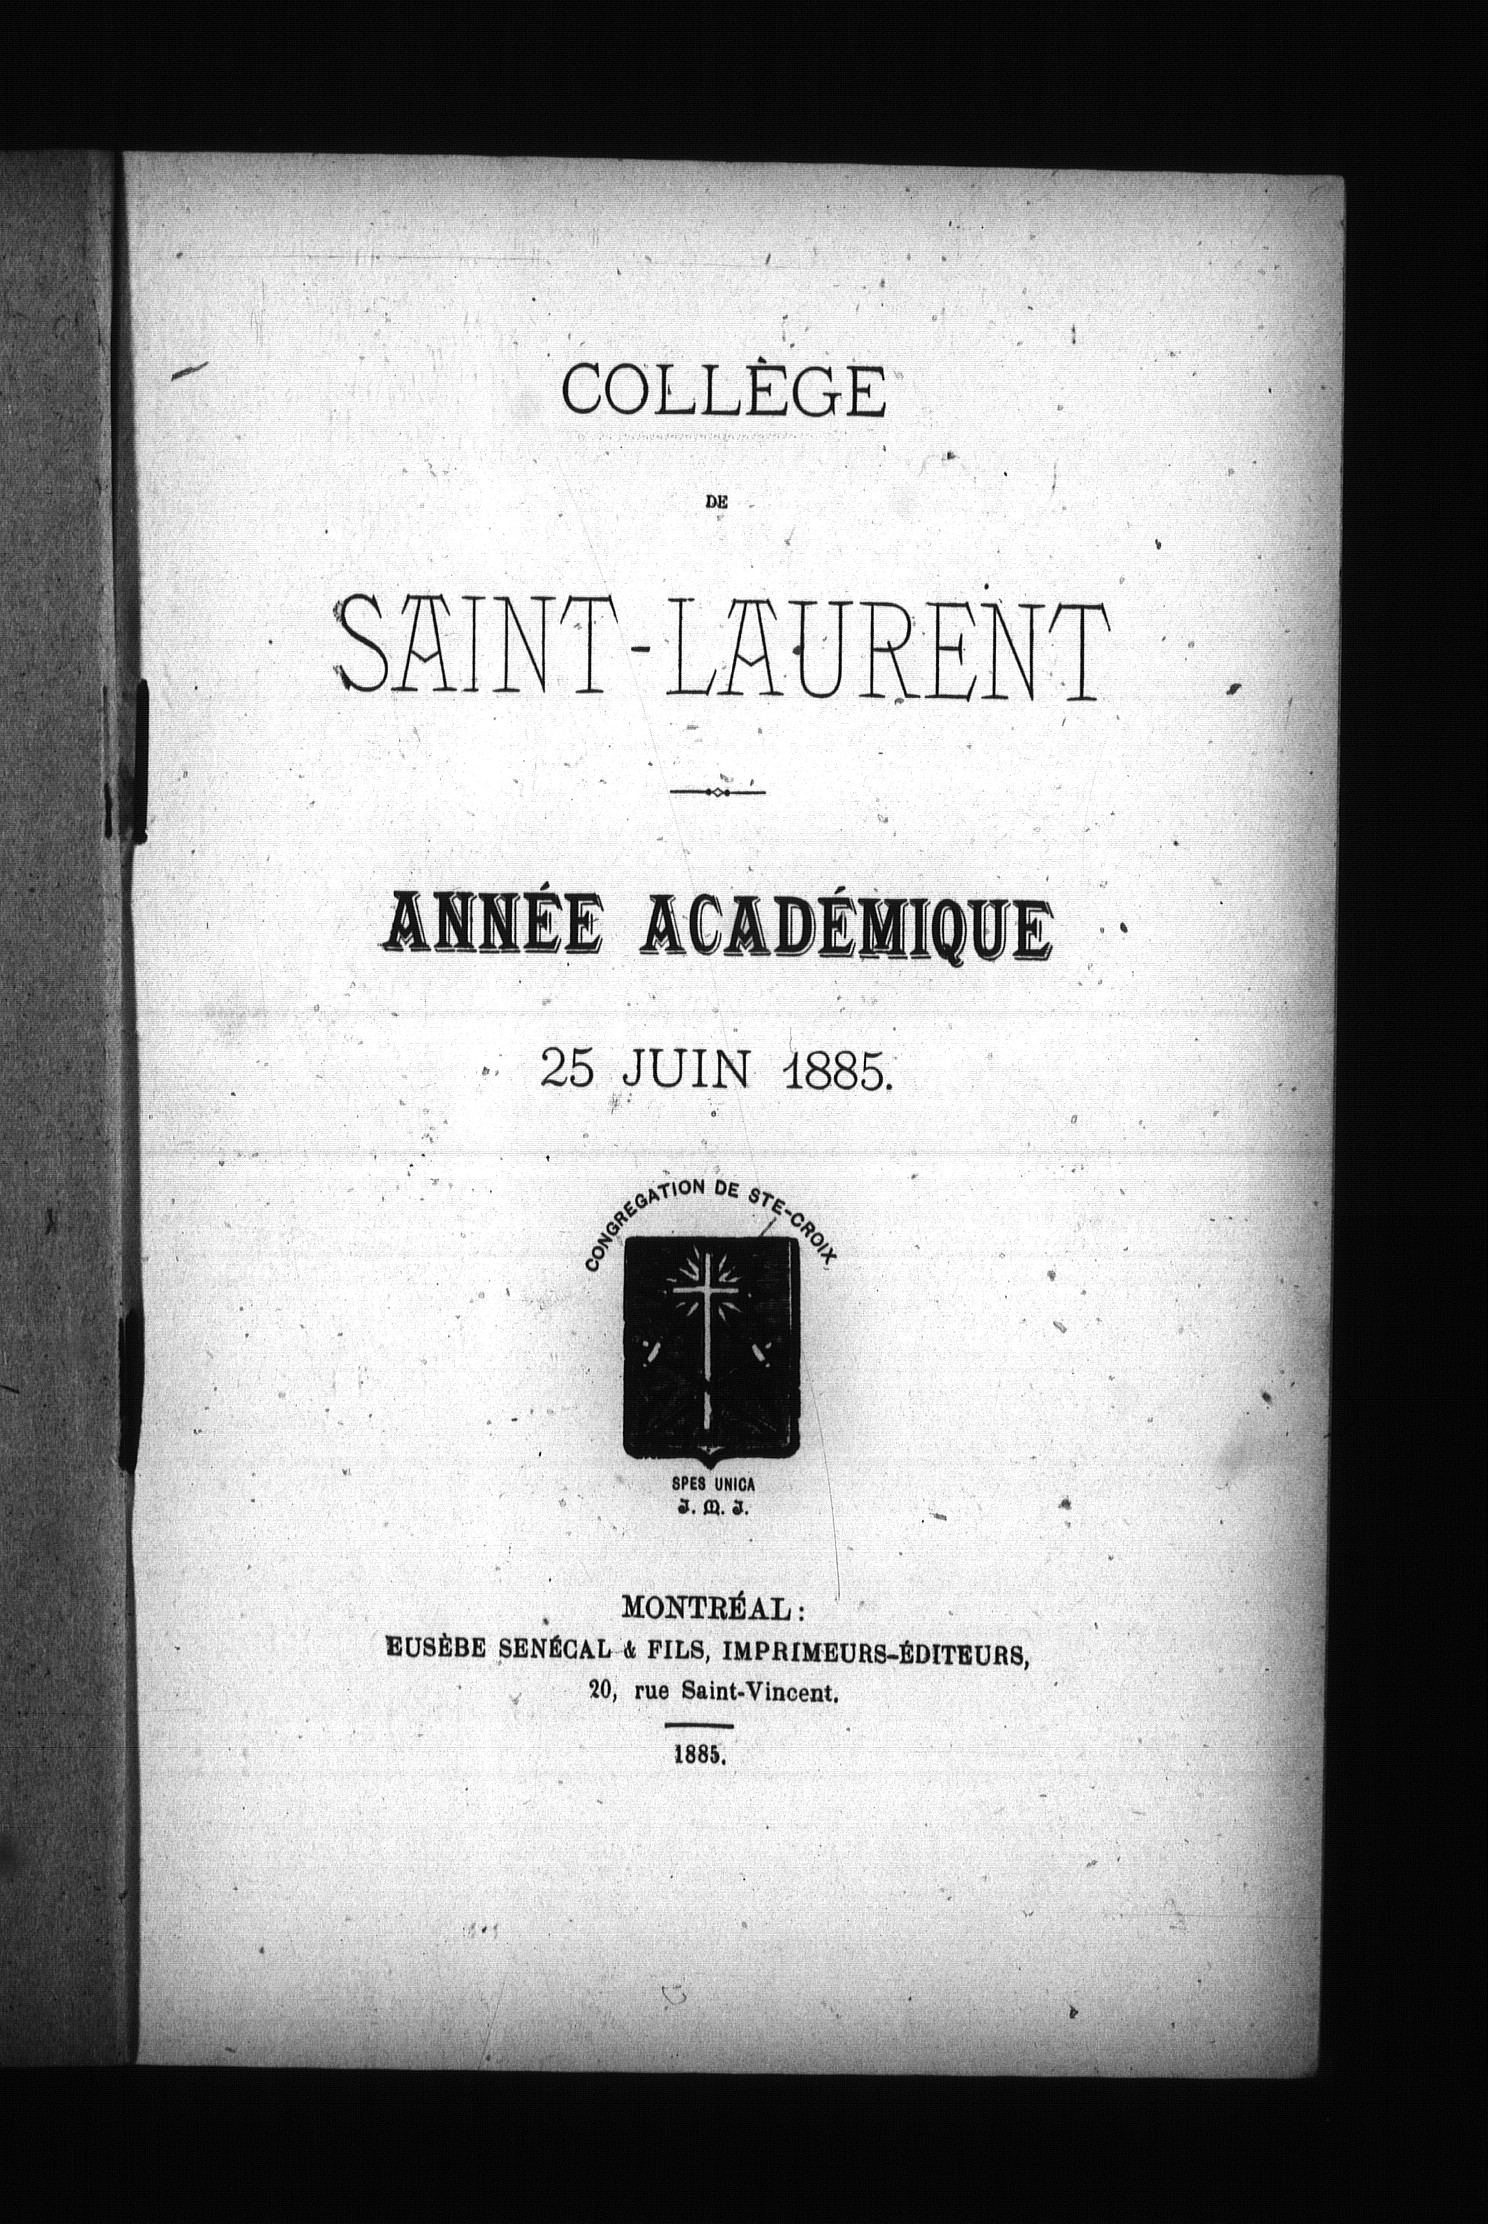 COLLÈGE
DE
SAINT-LAURENT
ANNÉE ACADÉMIQUE
25 JUIN 1885.
CONGREGATION DE STE-CROIX
SPES UNICA
J. M. J.
MONTRÉAL:
EUSÈBE SENÉCAL & FILS, IMPRIMEURS-ÉDITEURS,
20, rue Saint-Vincent.
1885.